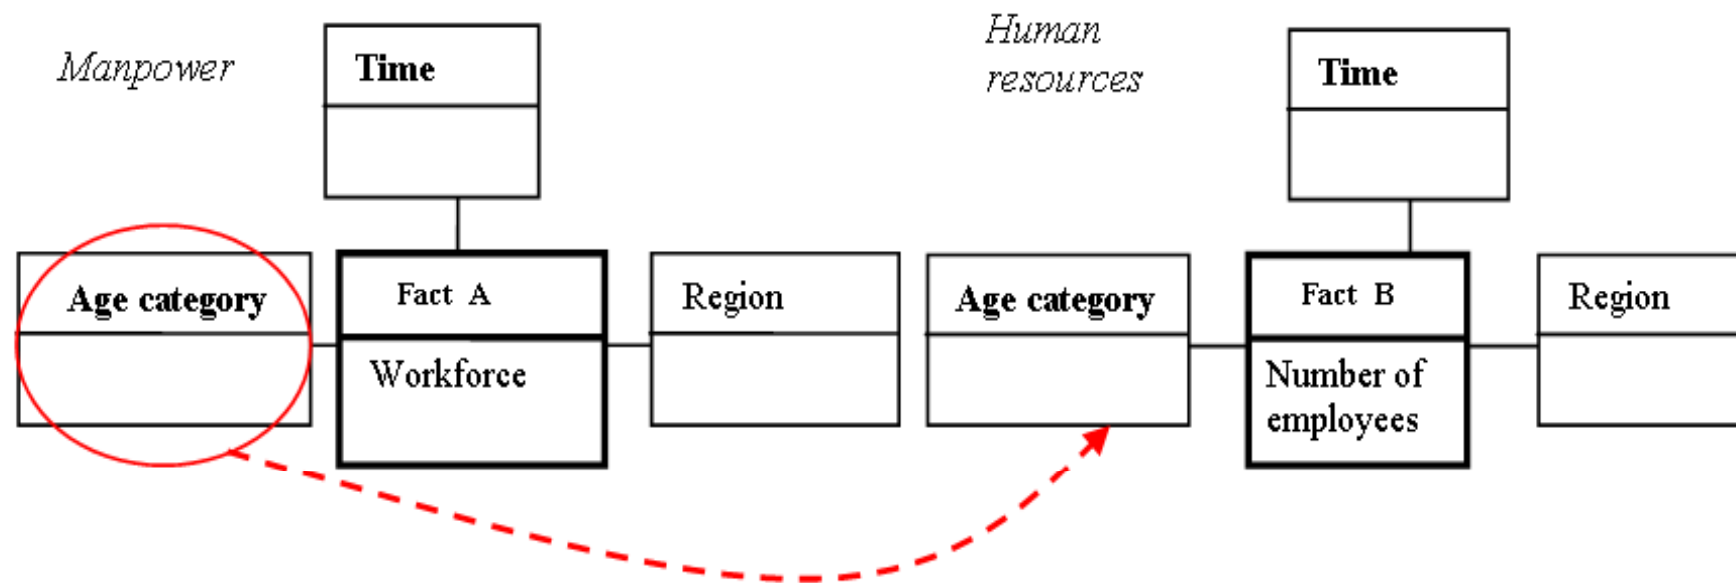 Manpower
Time
Age category
Fact A
Region
Workforce
Human
resources
Time
Age category
Fact B
Region
Number of
employees